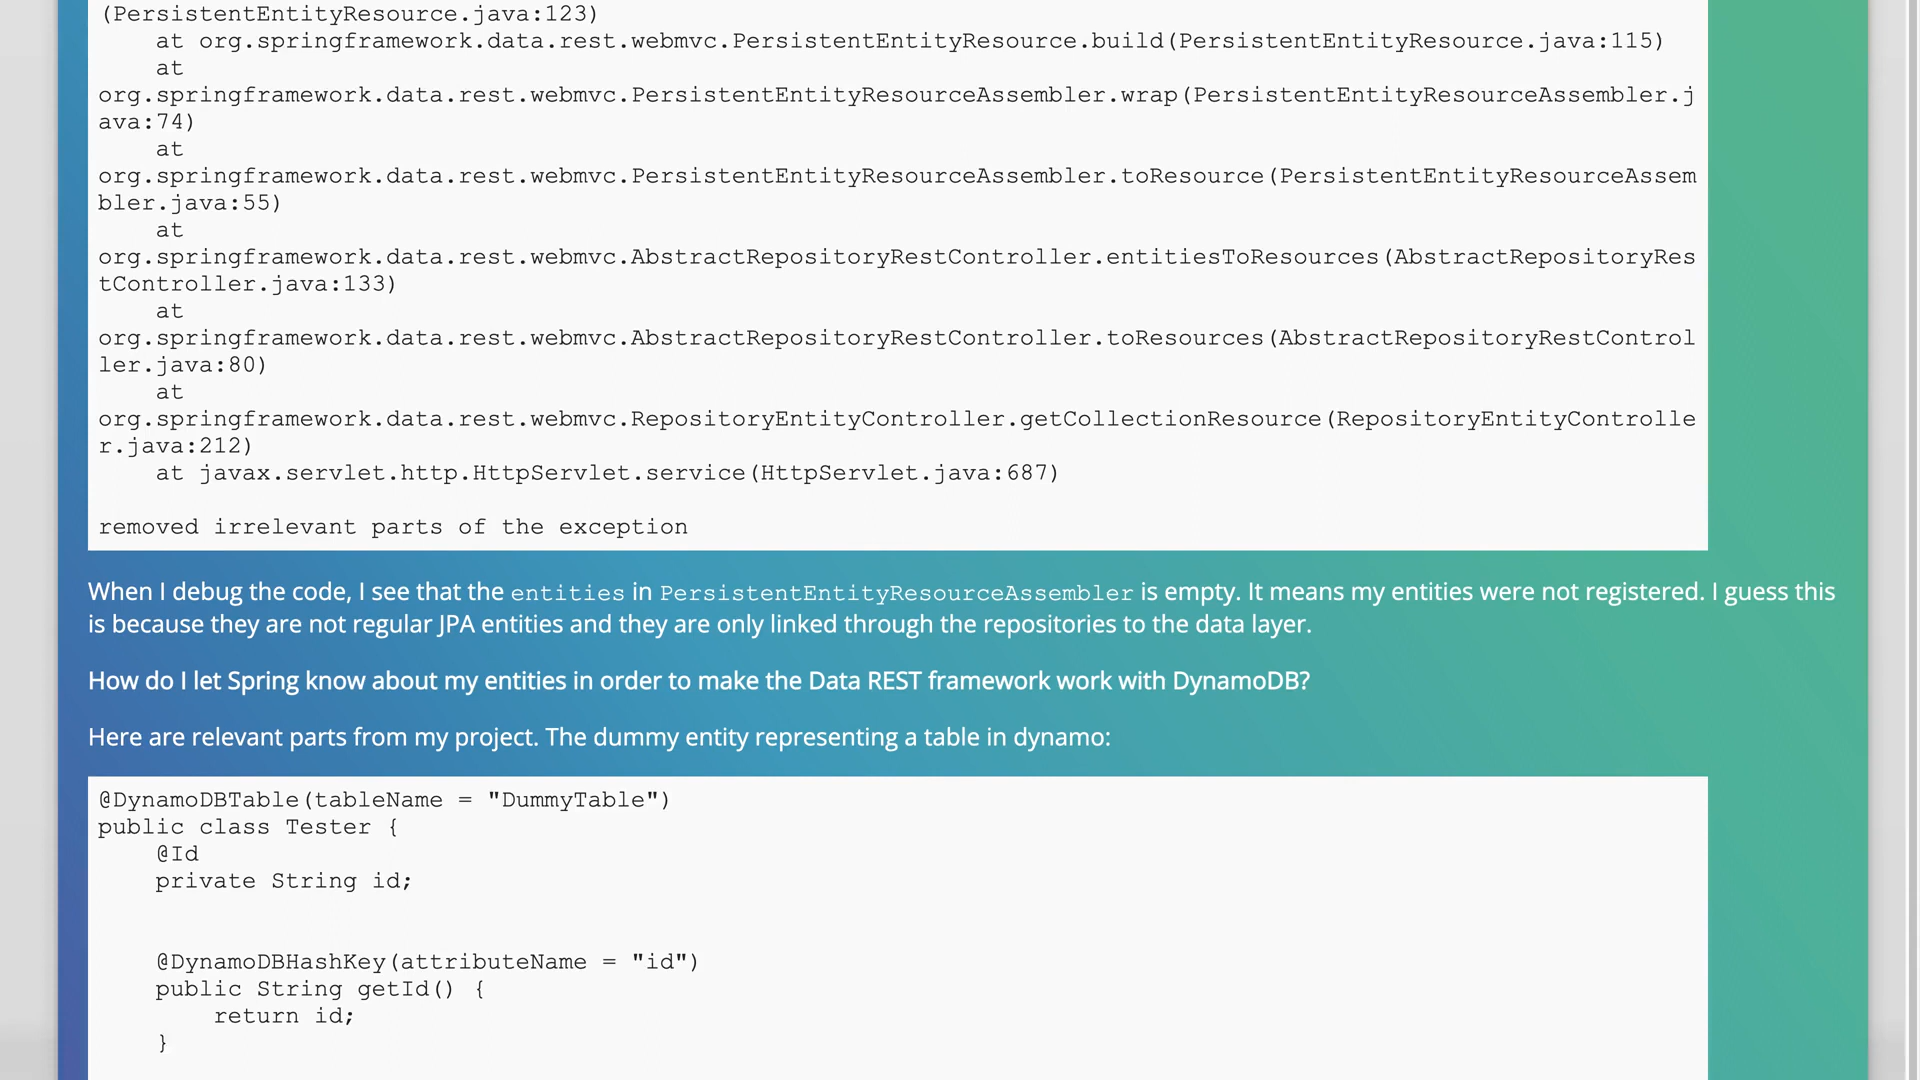 (PersistentEntityResource.java:123)
at org.springframework.data.rest.webmvc.PersistentEntityResource.build(PersistentEntityResource.java:115)
at
org.springframework.data.rest.webmvc.PersistentEntityResourceAssembler.wrap(PersistentEntityResourceAssembler.j
ava:74)
at
org.springframework.data.rest.webmvc.PersistentEntityResourceAssembler.toResource(PersistentEntityResourceAssem
bler.java:55)
at
org.springframework.data.rest.webmvc.AbstractRepositoryRestController.entitiesToResources(AbstractRepositoryRes
tController.java:133)
at
org.springframework.data.rest.webmvc.AbstractRepositoryRestController.toResources(AbstractRepositoryRestControl
ler.java:80)
at
org.springframework.data.rest.webmvc.RepositoryEntityController.getCollectionResource(RepositoryEntityControlle
r.java:212)
at javax.servlet.http.HttpServlet.service(HttpServlet.java:687)
removed irrelevant parts of the exception
When I debug the code, I see that the entities in PersistentEntityResourceAssembler is empty. It means my entities were not registered. I guess this
is because they are not regular JPA entities and they are only linked through the repositories to the data layer.
How do I let Spring know about my entities in order to make the Data REST framework work with DynamoDB?
Here are relevant parts from my project. The dummy entity representing a table in dynamo:
@DynamoDBTable(tableName = "DummyTable")
public class Tester {
@Id
private String id;
@DynamoDBHashKey(attributeName = "id")
public String getId() {
return id;
}